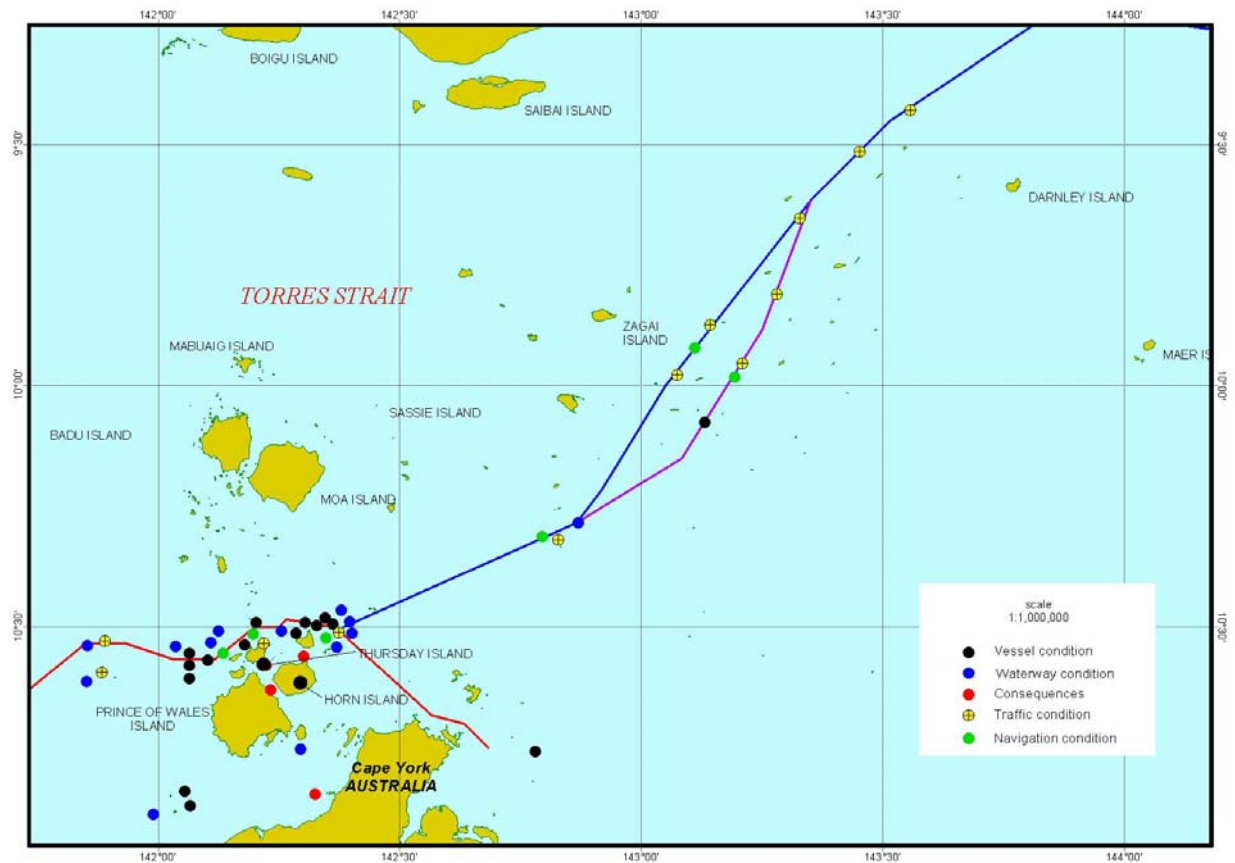 142°00'
142°30'
143°00'
143°30'
144°00'
BOIGU ISLAND
SAIBAI ISLAND
9°30'
9°30'
DARNLEY ISLAND
TORRES STRAIT
ZAGAI
ISLAND
MABUAIG ISLAND
MAER IS
10°00'
10°00'
SASSIE ISLAND
BADU ISLAND
MOA ISLAND
scale
1:1,000,000
10°30'
10°30'
Vessel condition
THURSDAY ISLAND
Waterway condition
Consequences
HORN ISLAND
PRINCE OF WALES
ISLAND
Traffic condition
Navigation condition
Cape York
AUSTRALIA
142°00'
142°30'
143°00'
143°30'
144°00'